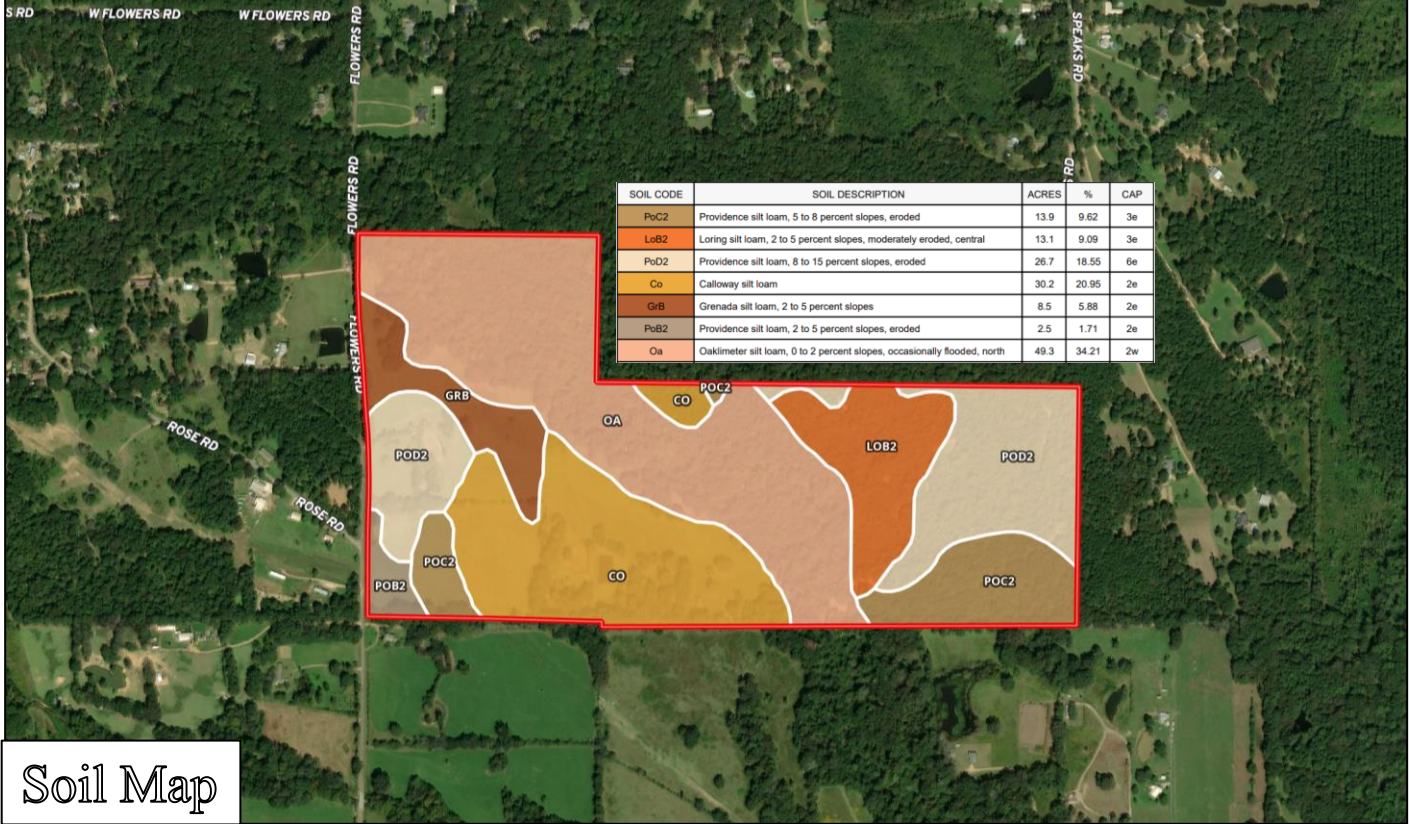 S RD
W FLOWERS RD
W FLOWERS RD
FLOWERS RD
SPEAKS RD
FLOWERS RD
RD
SOIL CODE SOIL DESCRIPTION ACRES % CAP
PoC2 Providence silt loam, 5 to 8 percent slopes, eroded 13.9 9.62 3e
LoB2 Loring silt loam, 2 to 5 percent slopes, moderately eroded, central 13.1 9.09 3e
PoD2 Providence silt loam, 8 to 15 percent slopes, eroded 26.7 18.55 6e
Co Calloway silt loam 30.2 20.95 2e
GrB Grenada silt loam, 2 to 5 percent slopes 8.5 5.88 2e
PoB2 Providence silt loam, 2 to 5 percent slopes, eroded 2.5 1.71 2e
Oa Oaklimeter silt loam, 0 to 2 percent slopes, occasionally flooded, north 49.3 34.21 2w
FLOWERS RD
POC2
GRB
CO
OA
ROSE RD
LOB2
POD2
POD2
ROSE RD
POC2
CO
POC2
POB2
Soil Map